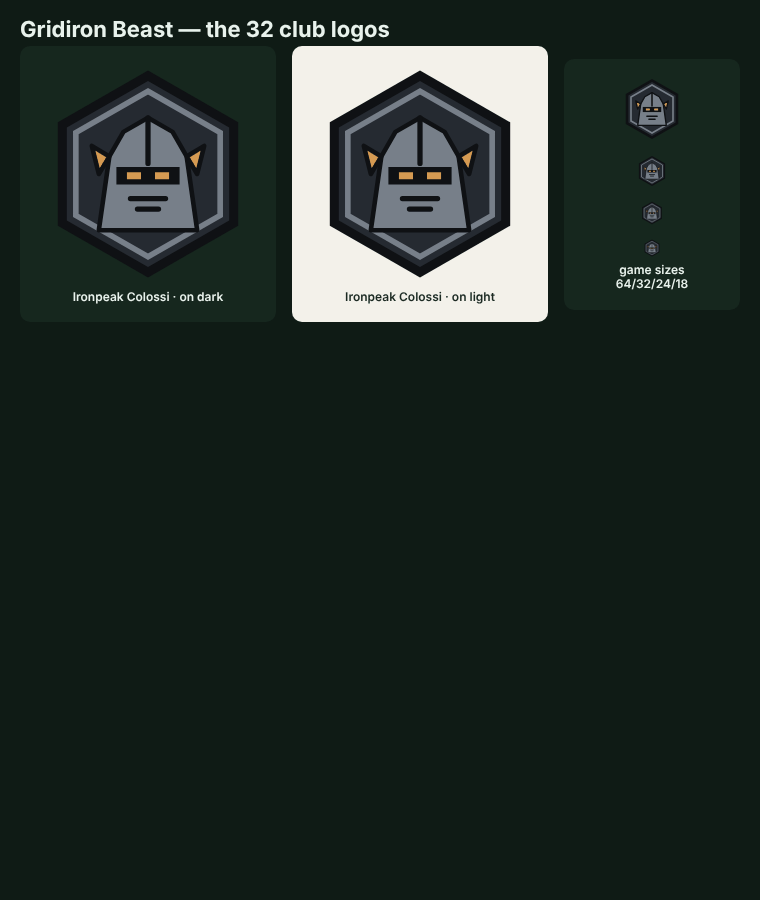 Gridiron Beast — the 32 club logos
Ironpeak Colossi · on dark
Ironpeak Colossi · on light
game sizes
64/32/24/18